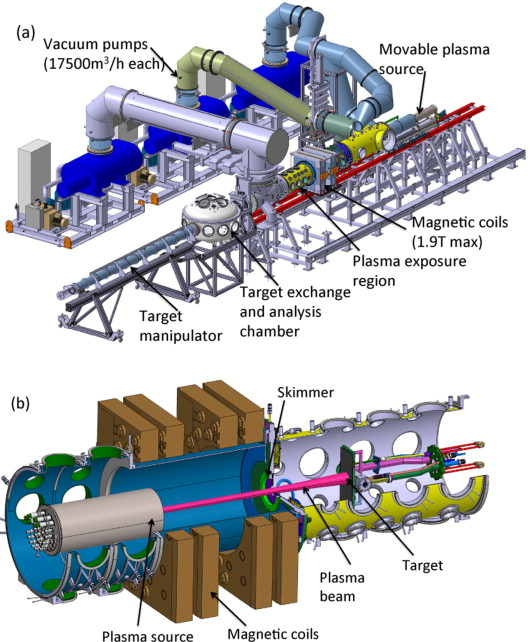 (a)
Vacuum pumps
(17500m³/h each)
Movable plasma
source
Magnetic coils
(1.9T max)
Plasma exposure
region
Target exchange
and analysis
chamber
Target
manipulator
(b)
Skimmer
Target
Plasma
beam
Magnetic coils
Plasma source